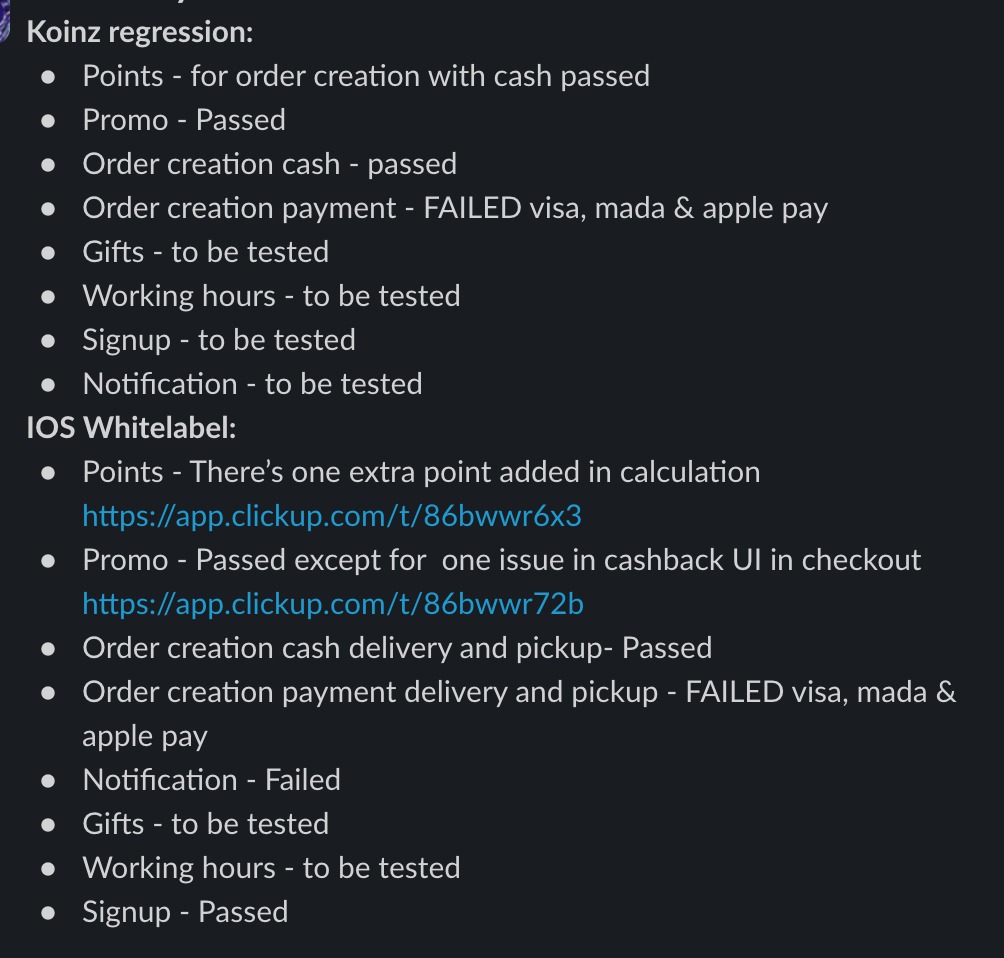 Koinz regression:
● Points - for order creation with cash passed
● Promo - Passed
● Order creation cash - passed
● Order creation payment - FAILED visa, mada & apple pay
● Gifts - to be tested
● Working hours - to be tested
● Signup - to be tested
● Notification - to be tested
IOS Whitelabel:
● Points - There’s one extra point added in calculation
https://app.clickup.com/t/86bwwr6x3
● Promo - Passed except for  one issue in cashback UI in checkout
https://app.clickup.com/t/86bwwr72b
● Order creation cash delivery and pickup- Passed
● Order creation payment delivery and pickup - FAILED visa, mada &
apple pay
● Notification - Failed
● Gifts - to be tested
● Working hours - to be tested
● Signup - Passed